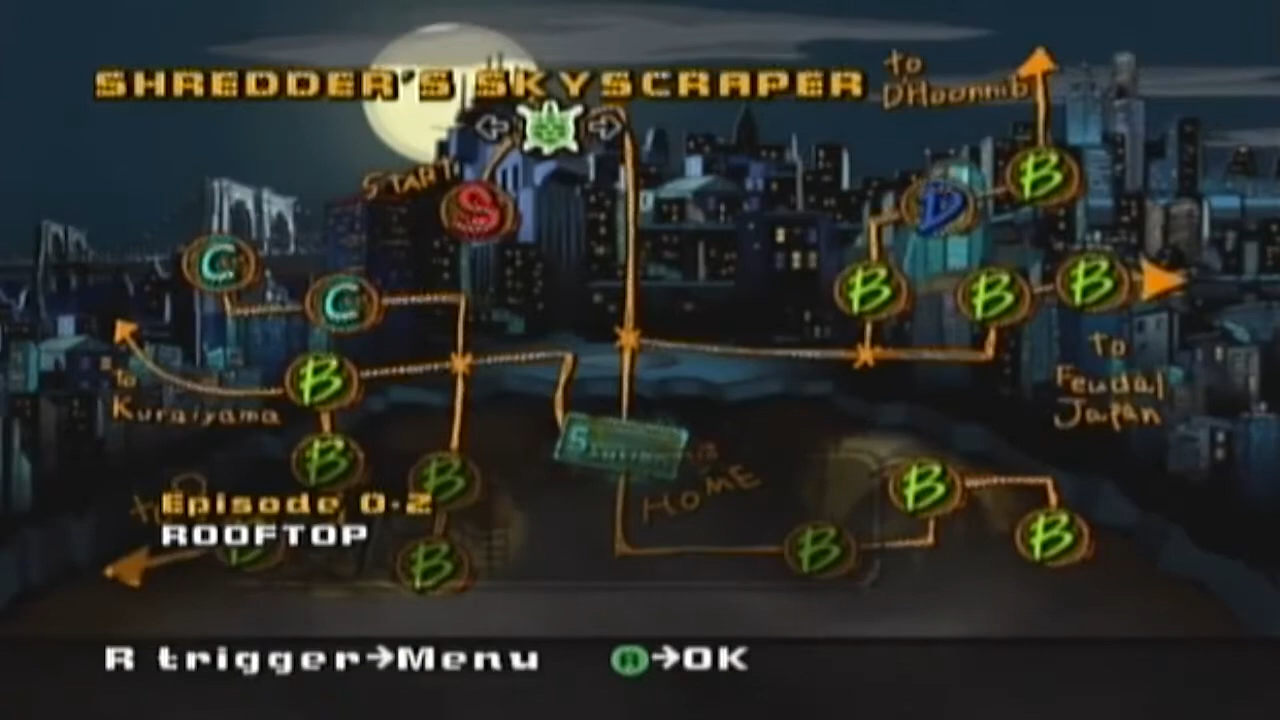 SHREDDER'S SKYSCRAPER
to
D'Hoonnib
START
S
D
B
C
B
B
B
C
B
to
Kuraiyama
to
Feudal
Japan
B
B
HOME
B
Episode 0-2
ROOFTOP
B
B
B
B
R trigger→Menu
A→OK